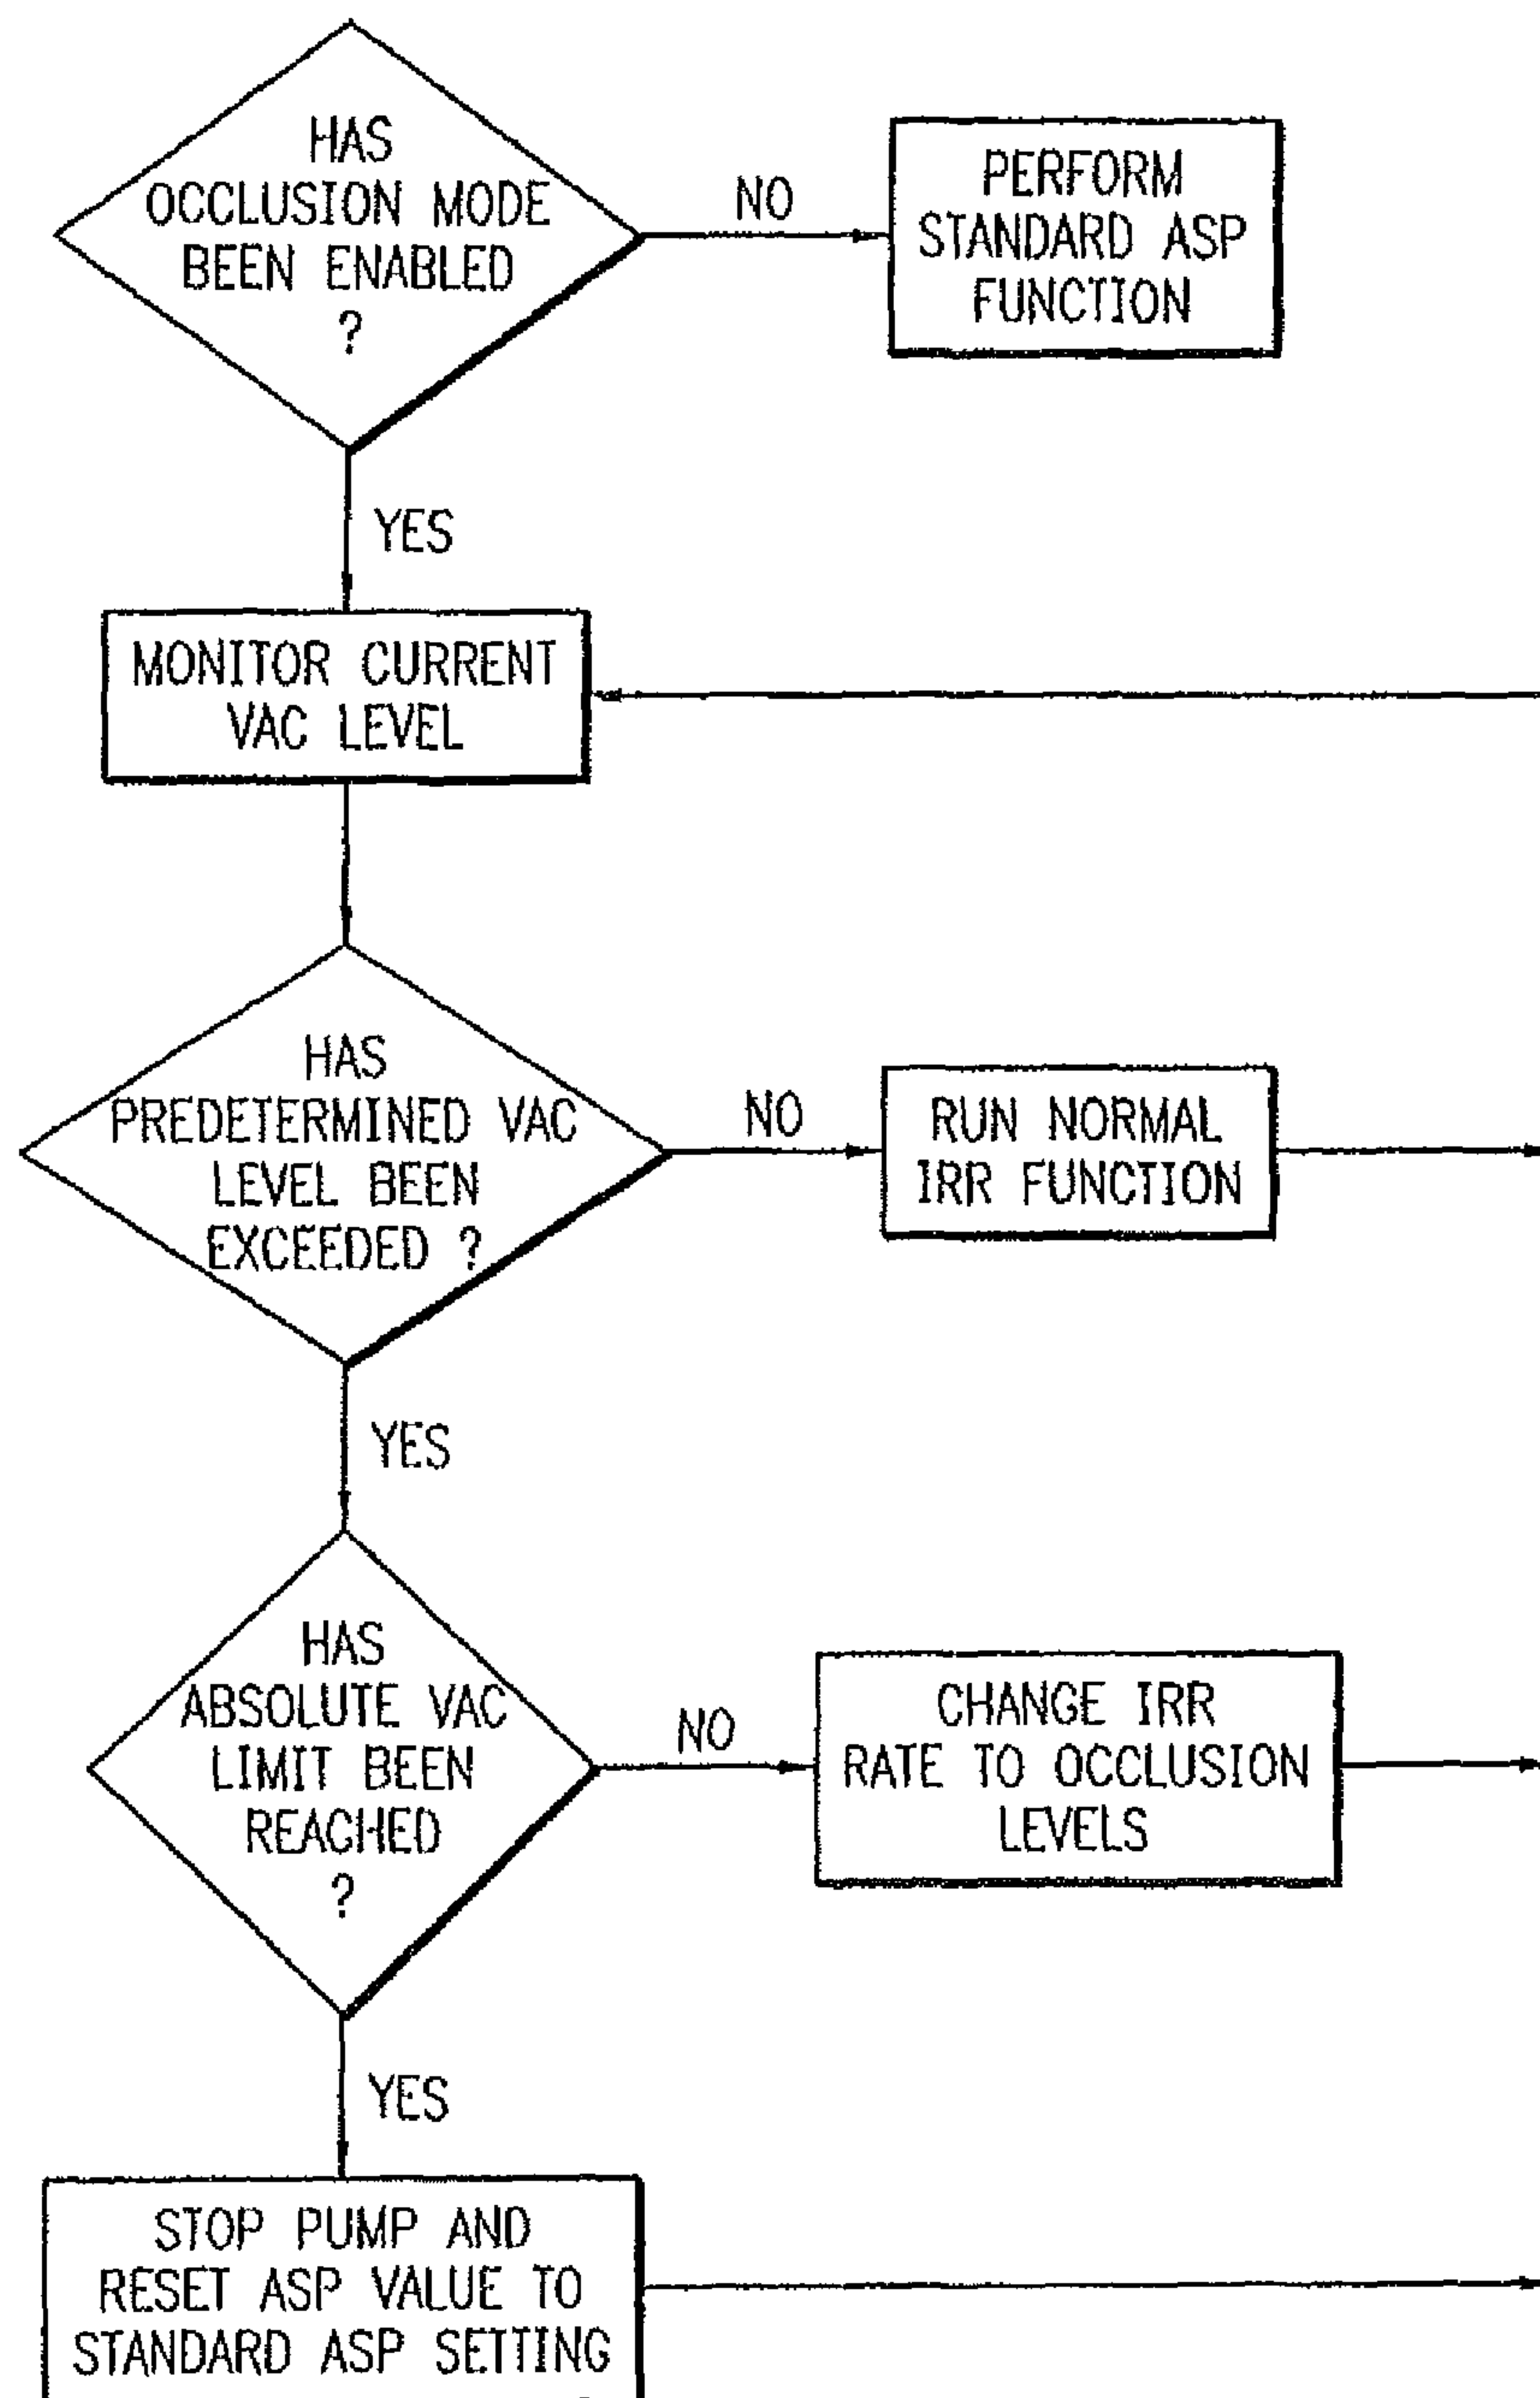 HAS
OCCLUSION MODE
BEEN ENABLED
?
NO
PERFORM
STANDARD ASP
FUNCTION
YES
MONITOR CURRENT
VAC LEVEL
HAS
PREDETERMINED VAC
LEVEL BEEN
EXCEEDED ?
NO
RUN NORMAL
IRR FUNCTION
YES
HAS
ABSOLUTE VAC
LIMIT BEEN
REACHED
?
NO
CHANGE IRR
RATE TO OCCLUSION
LEVELS
YES
STOP PUMP AND
RESET ASP VALUE TO
STANDARD ASP SETTING